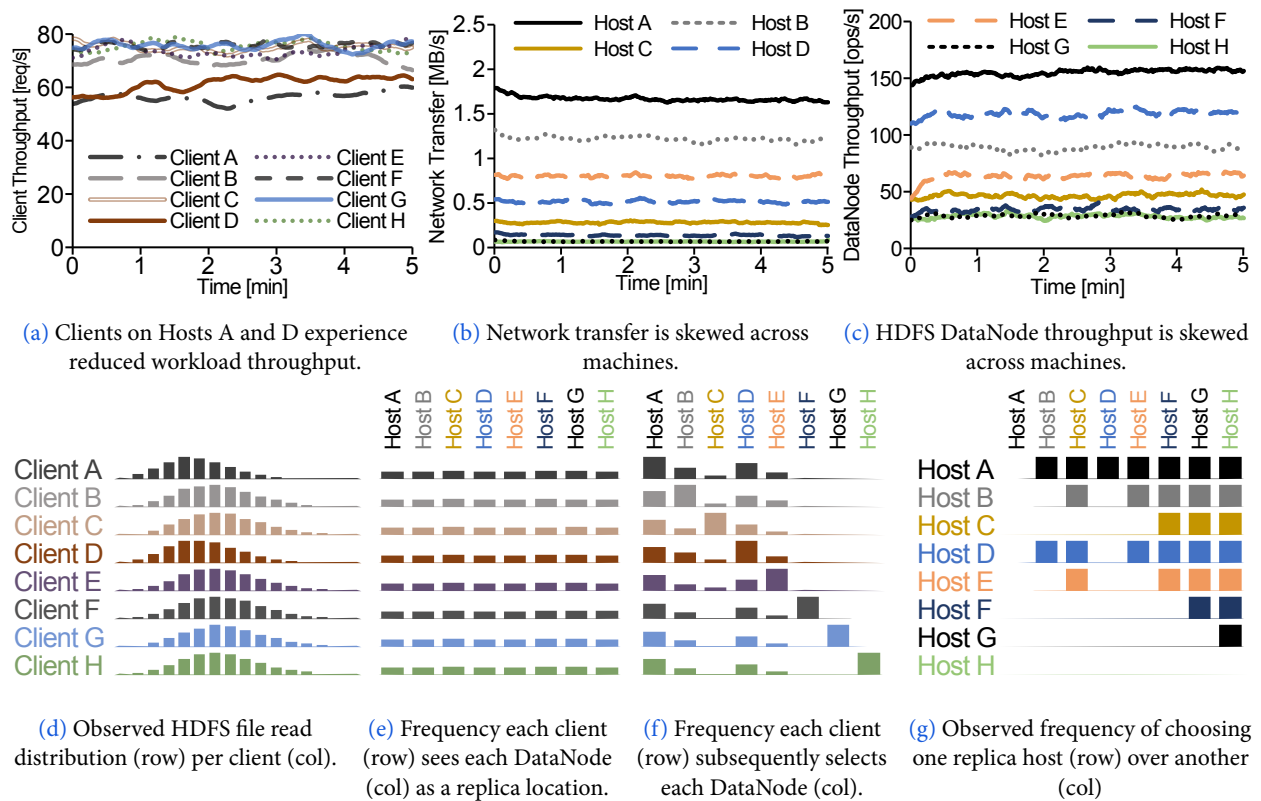 80
60
40
20
0
Client Throughput [req/s]
Client A
Client B
Client C
Client D
Client E
Client F
Client G
Client H
0 1 2 3 4 5
Time [min]
Host A Host B
Host C Host D
2.5
2
1.5
1
0.5
0
Network Transfer [MB/s]
0 1 2 3 4 5
Time [min]
Host E Host F
Host G Host H
200
150
100
50
0
DataNode Throughput [ops/s]
0 1 2 3 4 5
Time [min]
(a) Clients on Hosts A and D experience
reduced workload throughput.
(b) Network transfer is skewed across
machines.
(c) HDFS DataNode throughput is skewed
across machines.
Client A
Client B
Client C
Client D
Client E
Client F
Client G
Client H
Host A
Host B
Host C
Host D
Host E
Host F
Host G
Host H
Host A
Host B
Host C
Host D
Host E
Host F
Host G
Host H
Host A
Host B
Host C
Host D
Host E
Host F
Host G
Host H
Host A
Host B
Host C
Host D
Host E
Host F
Host G
Host H
(d) Observed HDFS file read
distribution (row) per client (col).
(e) Frequency each client
(row) sees each DataNode
(col) as a replica location.
(f) Frequency each client
(row) subsequently selects
each DataNode (col).
(g) Observed frequency of choosing
one replica host (row) over another
(col)